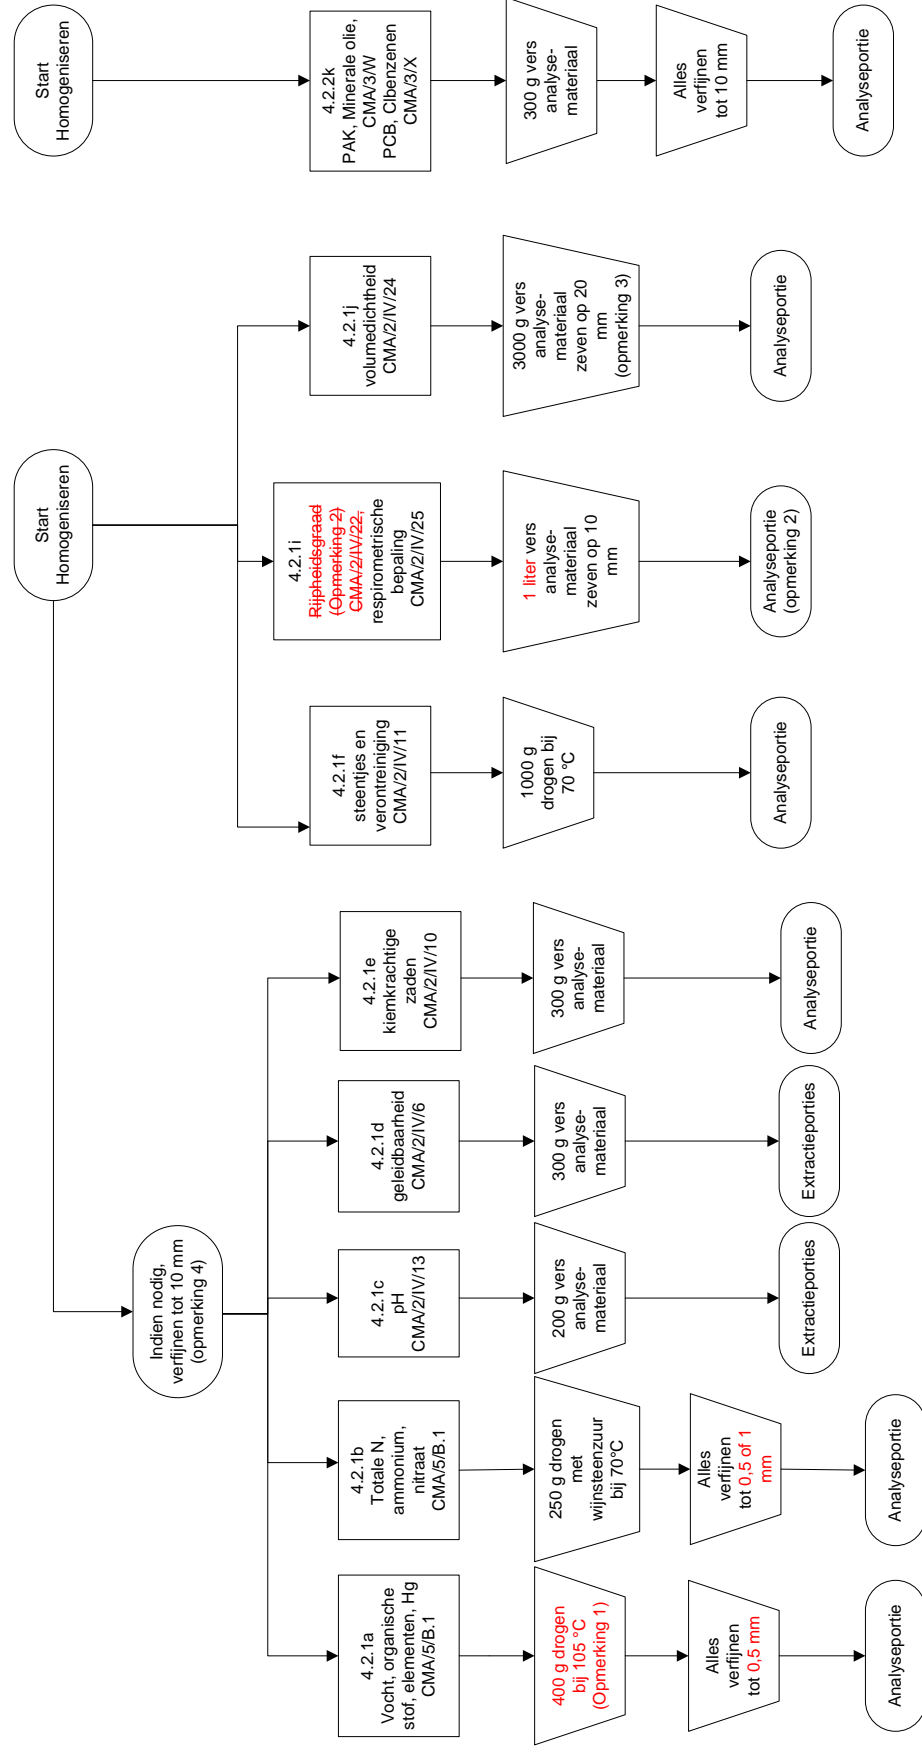 Start
Homogeniseren
Indien nodig,
verfijnen tot 10 mm
(opmerking 4)
4.2.1a
Vocht, organische
stof, elementen, Hg
CMA/5/B.1
400 g drogen
bij 105 °C
(Opmerking 1)
Alles
verfijnen
tot 0,5 mm
Analyseportie
4.2.1b
Totale N,
ammonium,
nitraat
CMA/5/B.1
250 g drogen
met
wijnsteenzuur
bij 70°C
Alles
verfijnen
tot 0,5 of 1
mm
Analyseportie
4.2.1c
pH
CMA/2/IV/13
200 g vers
analyse-
materiaal
Extractieporties
4.2.1d
geleidbaarheid
CMA/2/IV/6
300 g vers
analyse-
materiaal
Extractieporties
4.2.1e
kiemkrachtige
zaden
CMA/2/IV/10
300 g vers
analyse-
materiaal
Analyseportie
4.2.1f
steentjes en
verontreiniging
CMA/2/IV/11
1000 g
drogen bij
70 °C
Analyseportie
4.2.1i
Rijpheidsgraad
(Opmerking 2)
CMA/2/IV/22,
respirometrische
bepaling
CMA/2/IV/25
1 liter vers
analyse-
materiaal
zeven op 10
mm
Analyseportie
(opmerking 2)
4.2.1j
volumedichtheid
CMA/2/IV/24
3000 g vers
analyse-
materiaal
zeven op 20
mm
(opmerking 3)
Analyseportie
Start
Homogeniseren
4.2.2k
PAK, Minerale olie,
CMA/3/W
PCB, Clbenzenen
CMA/3/X
300 g vers
analyse-
materiaal
Alles
verfijnen
tot 10 mm
Analyseportie